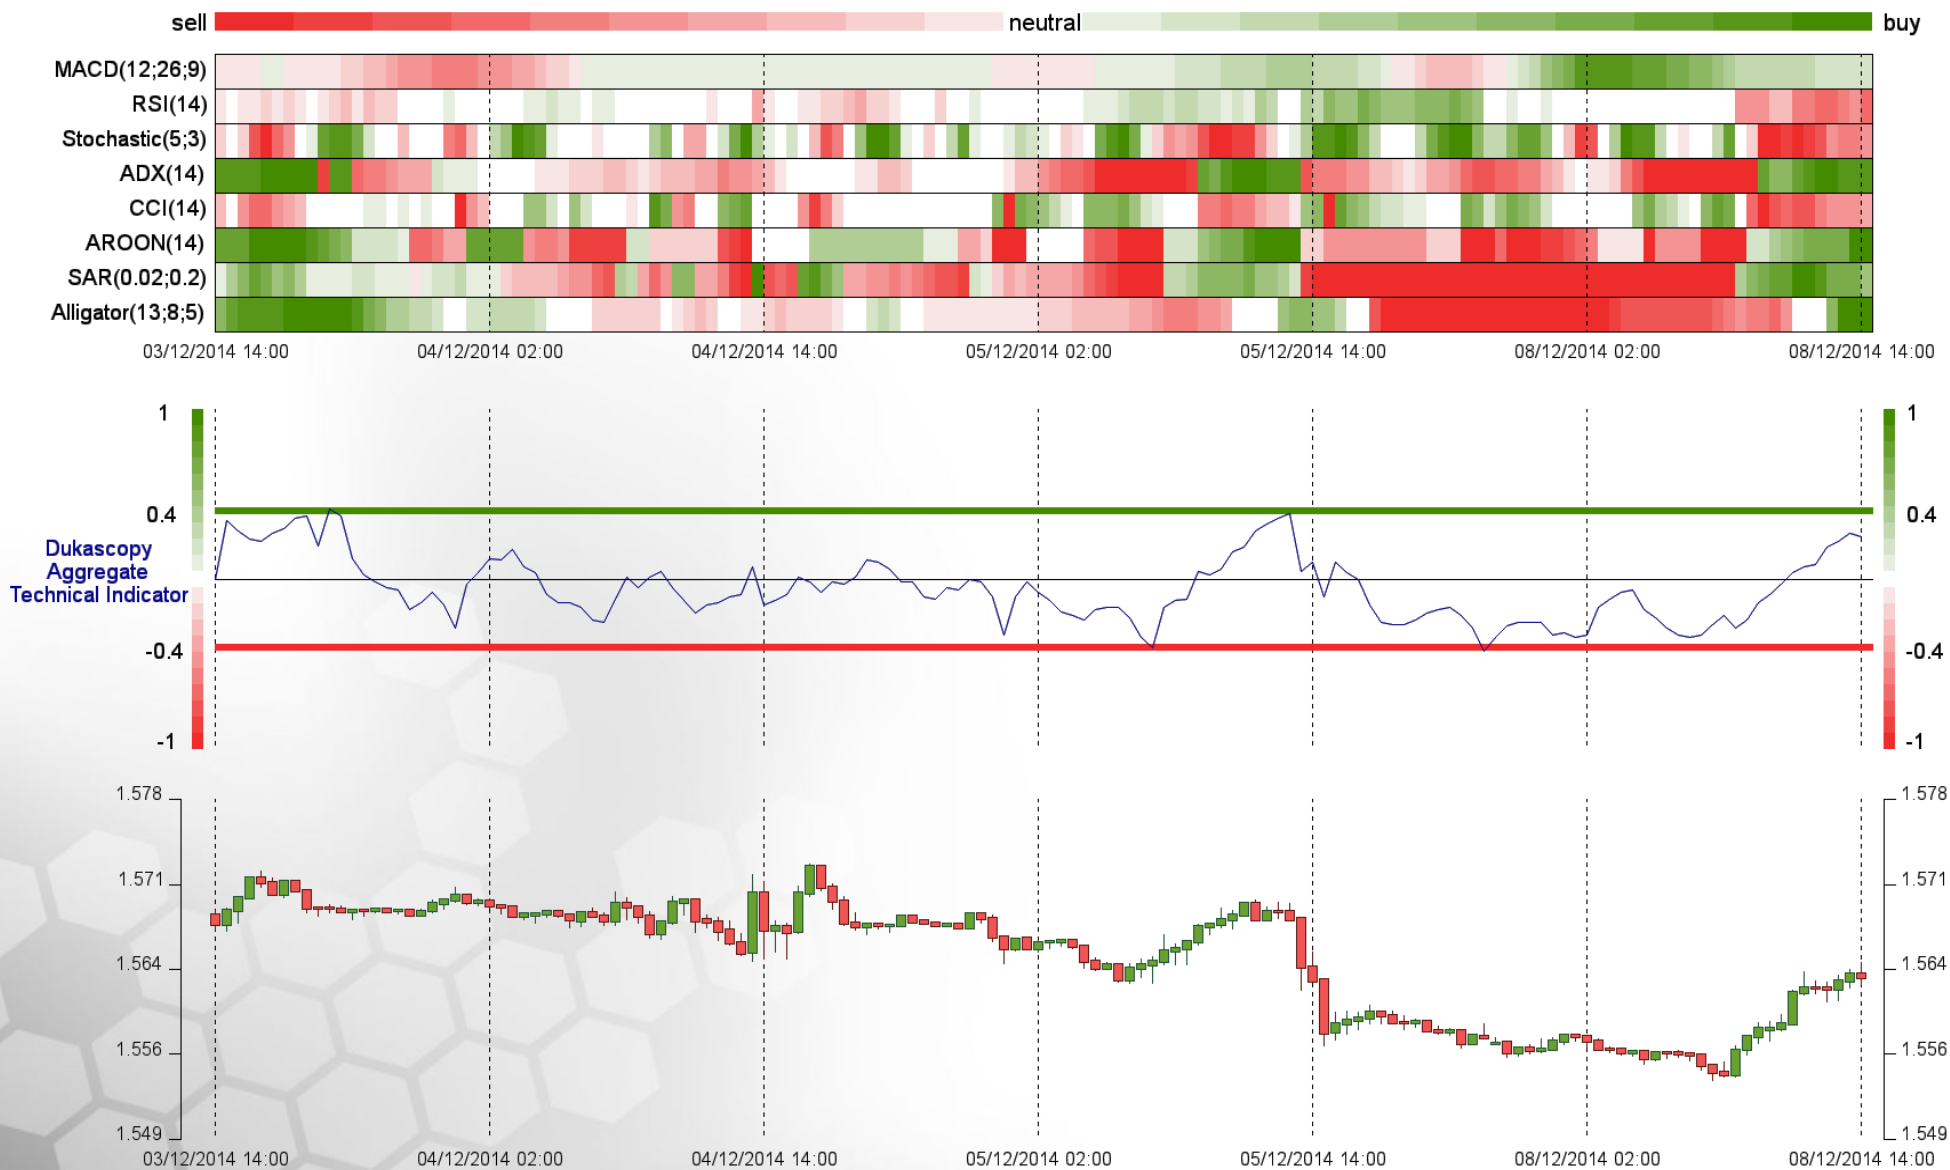 sell neutral buy
MACD(12;26;9)
RSI(14)
Stochastic(5;3)
ADX(14)
CCI(14)
AROON(14)
SAR(0.02;0.2)
Alligator(13;8;5)
03/12/2014 14:00 04/12/2014 02:00 04/12/2014 14:00 05/12/2014 02:00 05/12/2014 14:00 08/12/2014 02:00 08/12/2014 14:00
1 1
0.4 0.4
Dukascopy
Aggregate
Technical Indicator
-0.4 -0.4
-1 -1
1.578 1.578
1.571 1.571
1.564 1.564
1.556 1.556
1.549 1.549
03/12/2014 14:00 04/12/2014 02:00 04/12/2014 14:00 05/12/2014 02:00 05/12/2014 14:00 08/12/2014 02:00 08/12/2014 14:00